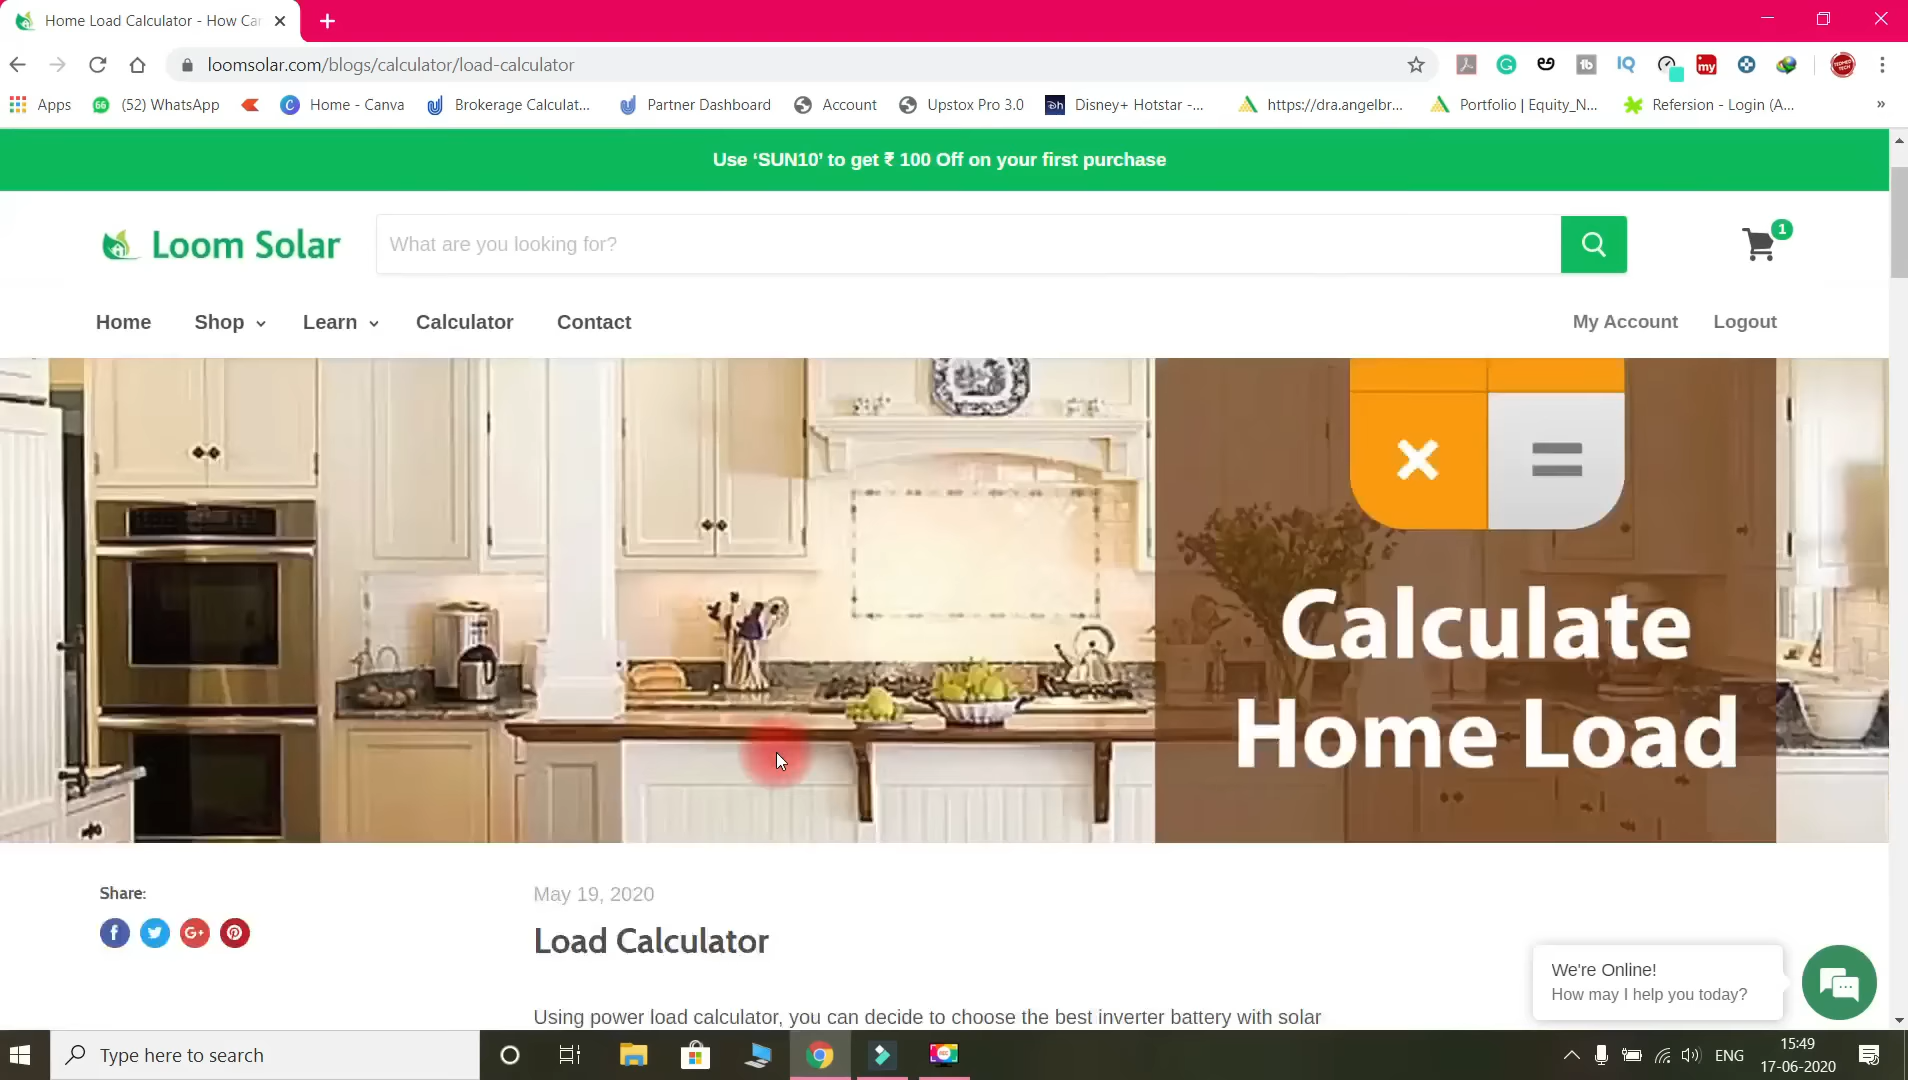 Home Load Calculator - How Car
loomsolar.com/blogs/calculator/load-calculator
Apps
(52) WhatsApp
Home - Canva
Brokerage Calculat...
Partner Dashboard
Account
Upstox Pro 3.0
Disney+ Hotstar -...
https://dra.angelbr...
Portfolio | Equity_N...
Refersion - Login (A...
»
Use ‘SUN10’ to get ₹ 100 Off on your first purchase
Loom Solar
What are you looking for?
1
Home
Shop
Learn
Calculator
Contact
My Account
Logout
Calculate
Home Load
Share:
May 19, 2020
Load Calculator
Using power load calculator, you can decide to choose the best inverter battery with solar
We're Online!
How may I help you today?
Type here to search
ENG
15:49
17-06-2020